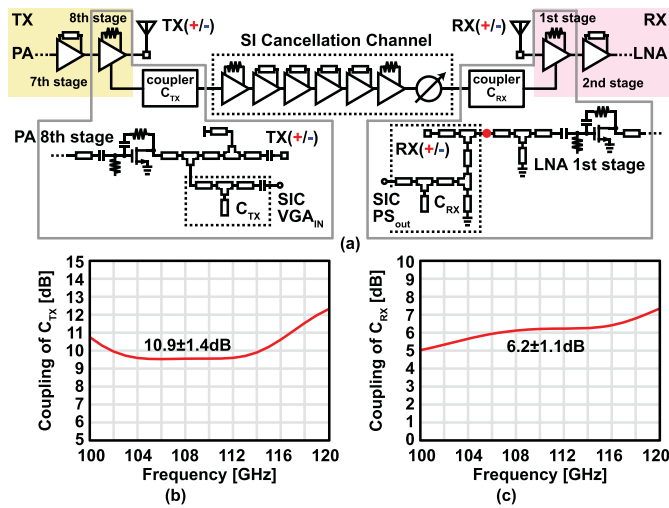 TX 8th stage TX(+/-) RX(+/-) 1st stage RX
SI Cancellation Channel
PA LNA
7th stage coupler CTX coupler CRX 2nd stage
PA 8th stage TX(+/-) RX(+/-) LNA 1st stage
CTX SIC VGAIN SIC PSout CRX
(a)
Coupling of CTX [dB]
15
14
13
12
11
10
9
8
7
6
5
10.9±1.4dB
100 104 108 112 116 120
Frequency [GHz]
(b)
Coupling of CRX [dB]
10
9
8
7
6
5
4
3
2
1
0
6.2±1.1dB
100 104 108 112 116 120
Frequency [GHz]
(c)